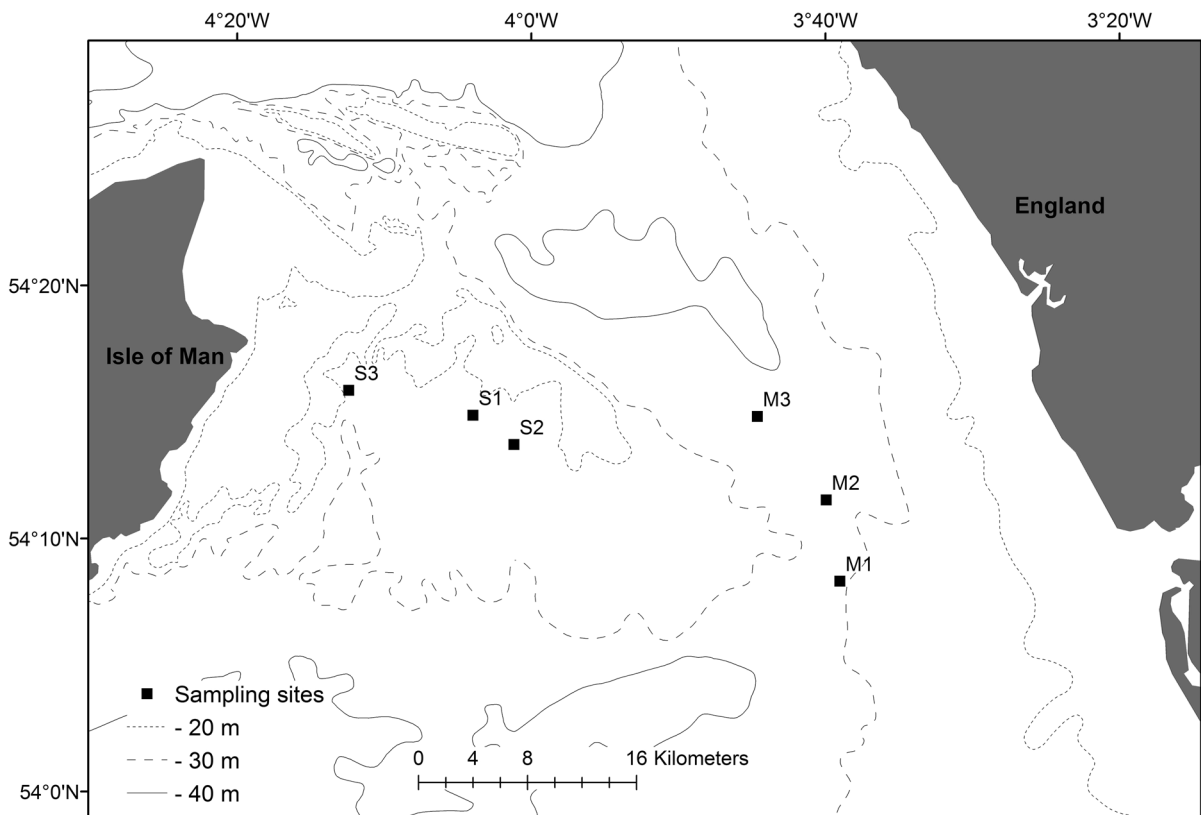 4°20'W 4°0'W 3°40'W 3°20'W
England
54°20'N
Isle of Man
S3
S1
M3
S2
M2
54°10'N
M1
Sampling sites
- 20 m
- 30 m
0 4 8 16 Kilometers
54°0'N
- 40 m